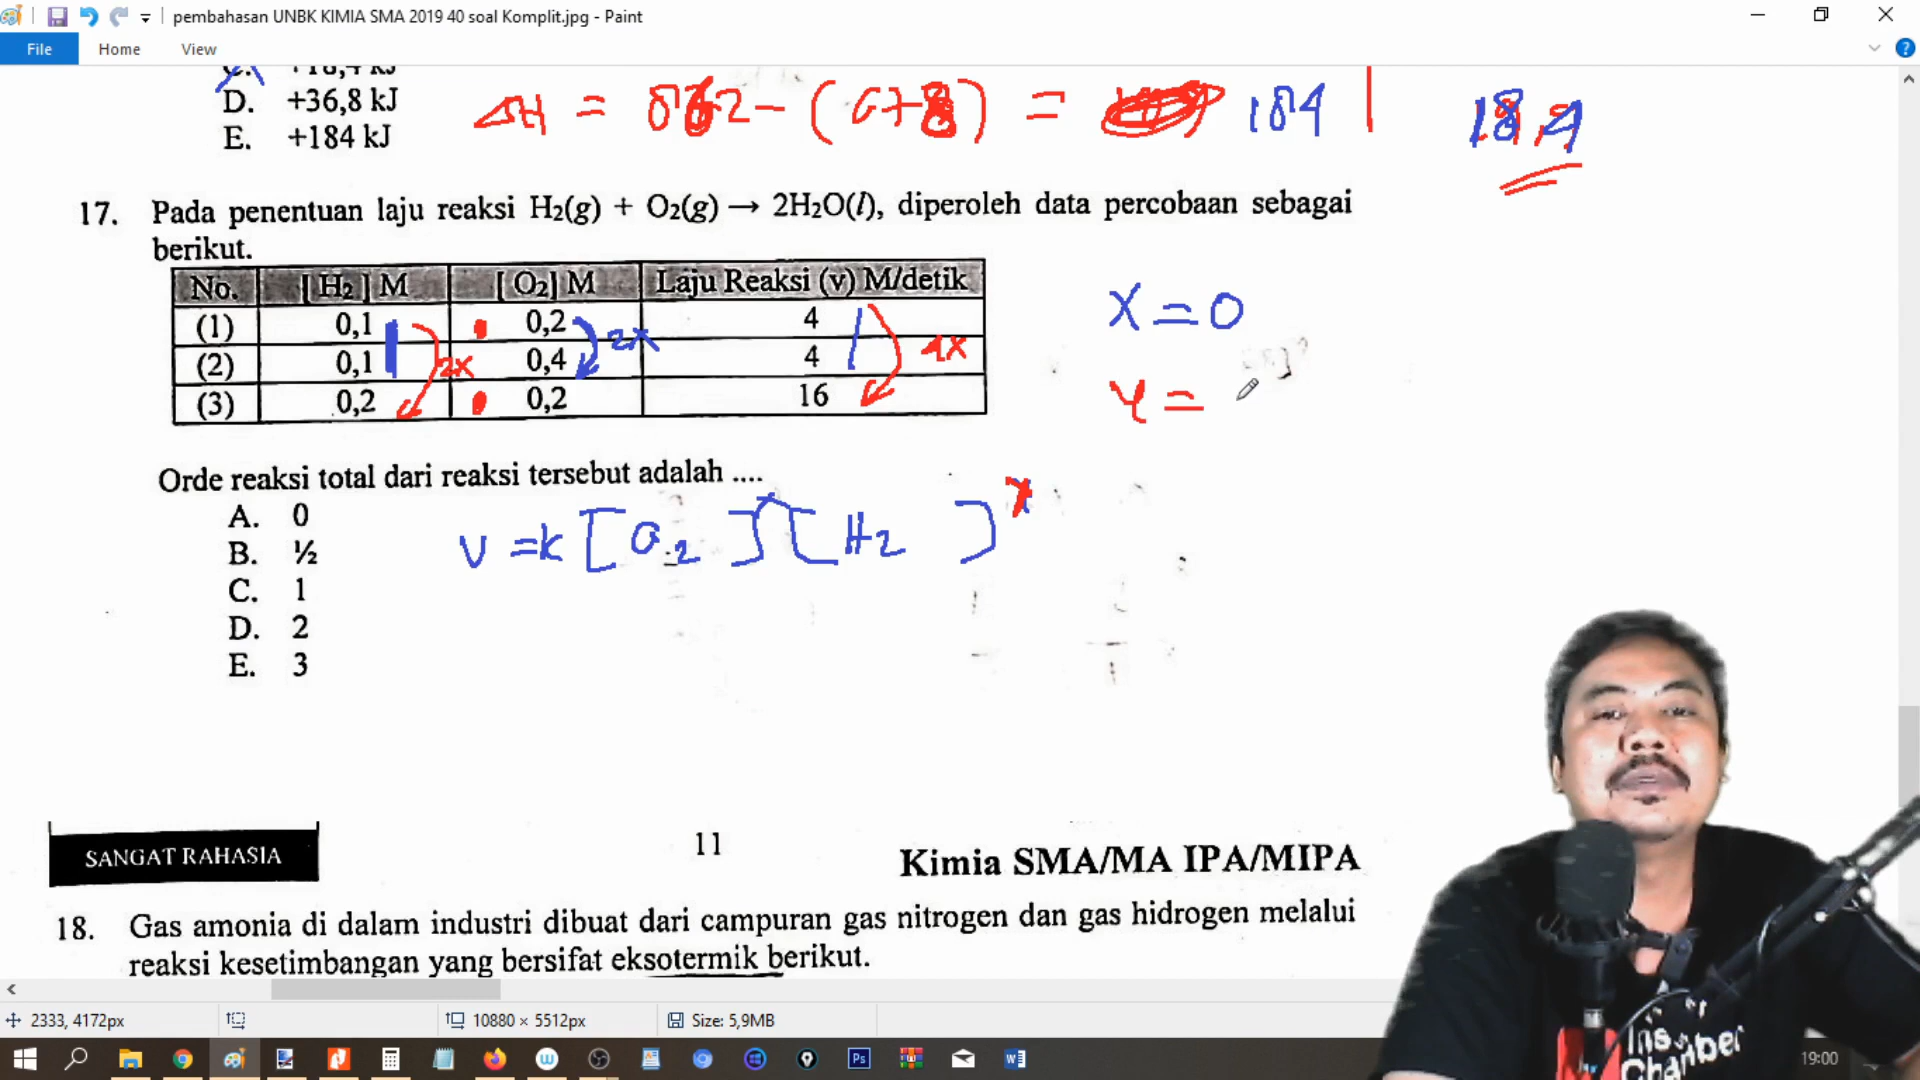 pembahasan UNBK KIMIA SMA 2019 40 soal Komplit.jpg - Paint
File Home View
C. +18,4 kJ
D. +36,8 kJ
E. +184 kJ
ΔH = 862 - (0+8) = 184 18,4
17. Pada penentuan laju reaksi H2(g) + O2(g) → 2H2O(l), diperoleh data percobaan sebagai
berikut.
No. [ H2 ] M [ O2] M Laju Reaksi (v) M/detik
(1) 0,1 0,2 4
(2) 0,1 0,4 4
(3) 0,2 0,2 16
2x 2x 4x
X = 0
Y =
Orde reaksi total dari reaksi tersebut adalah ....
A. 0
B. ½
C. 1
D. 2
E. 3
V = k [O2] [H2]
SANGAT RAHASIA
11
Kimia SMA/MA IPA/MIPA
18. Gas amonia di dalam industri dibuat dari campuran gas nitrogen dan gas hidrogen melalui
reaksi kesetimbangan yang bersifat eksotermik berikut.
2333, 4172px 10880 × 5512px Size: 5,9MB
19:00